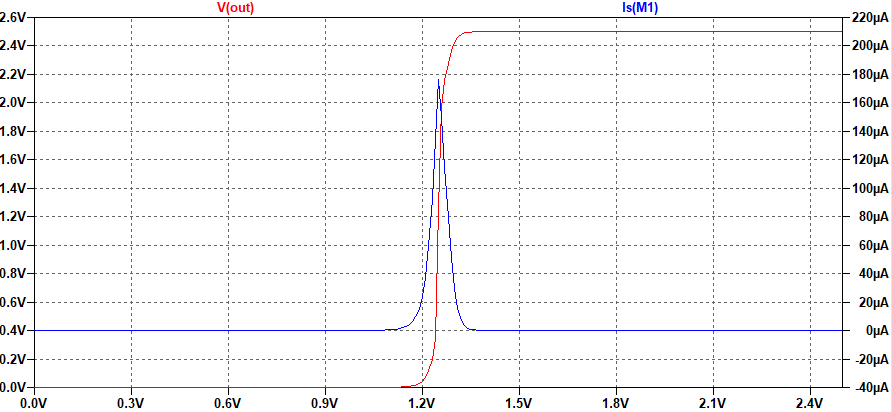 V(out) Is(M1)
2.6V 220µA
2.4V 200µA
2.2V 180µA
2.0V 160µA
1.8V 140µA
1.6V 120µA
1.4V 100µA
1.2V 80µA
1.0V 60µA
0.8V 40µA
0.6V 20µA
0.4V 0µA
0.2V -20µA
0.0V -40µA
0.0V 0.3V 0.6V 0.9V 1.2V 1.5V 1.8V 2.1V 2.4V